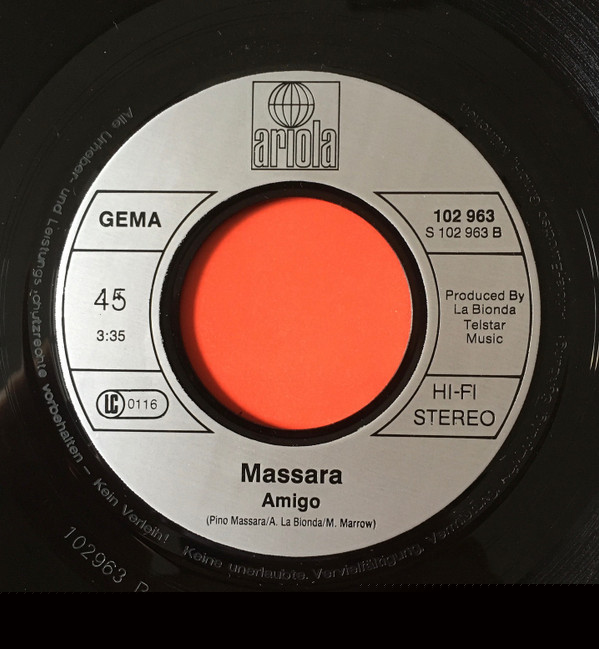 ariola
GEMA
45
3:35
LC 0116
102 963
S 102 963 B
Produced By
La Bionda
Telstar
Music
HI-FI
STEREO
Massara
Amigo
(Pino Massara/A. La Bionda/M. Marrow)
Alle Urheber- und Leistungsschutzrechte vorbehalten – Kein Verleih! Keine unerlaubte Vervielfältigung,
102963